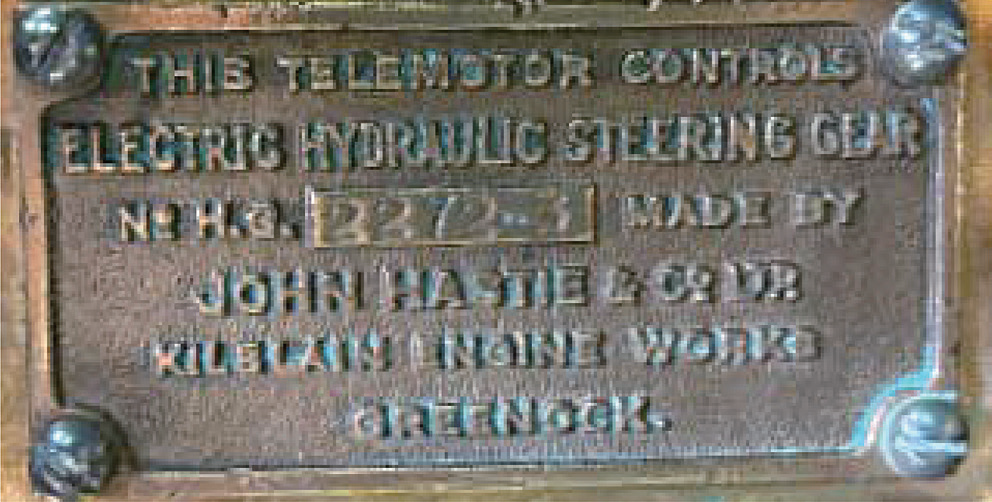 THIS TELEMOTOR CONTROLS
ELECTRIC HYDRAULIC STEERING GEAR
Nº H.G. 2272-3 MADE BY
JOHN HASTIE & Cº LTD.
KILBLAIN ENGINE WORKS
GREENOCK.